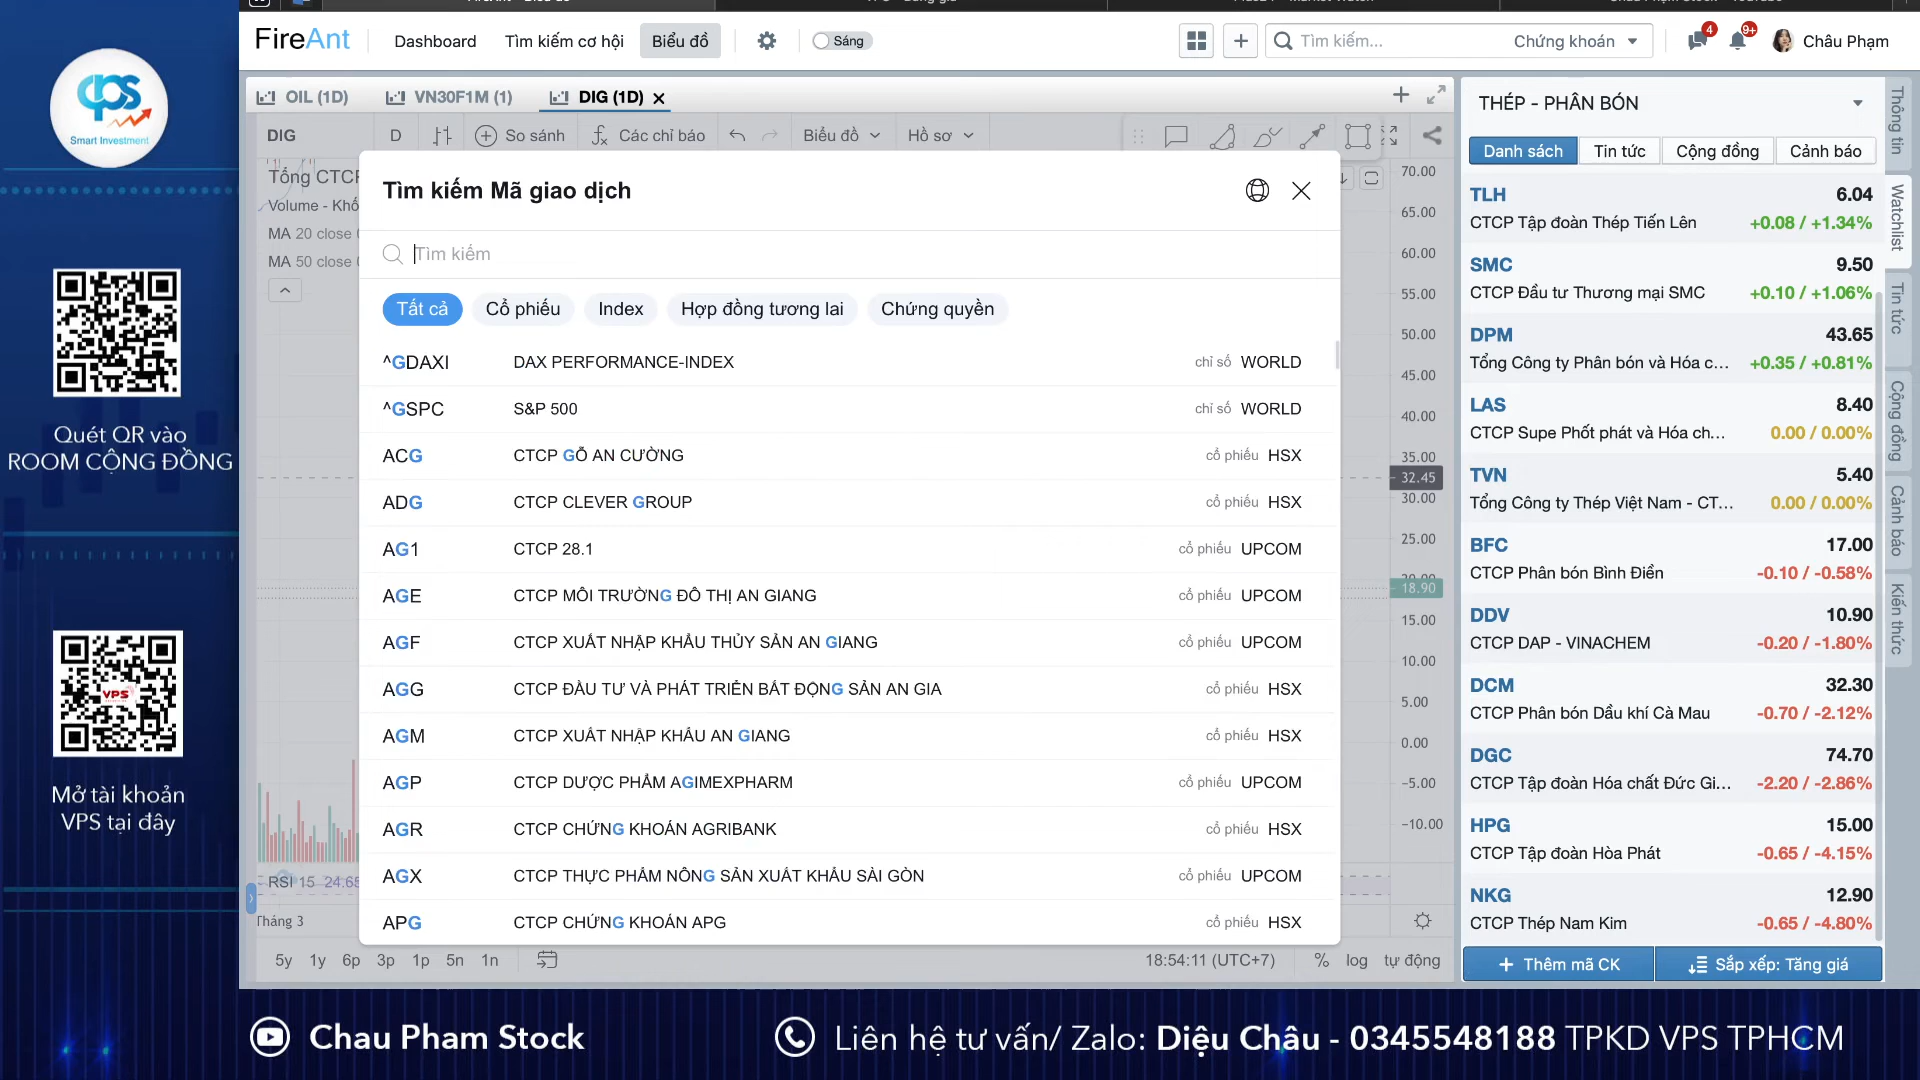 FireAnt
Dashboard
Tìm kiếm cơ hội
Biểu đồ
Sáng
Tìm kiếm...
Chứng khoán
4
9+
Châu Phạm
CPS
Smart Investment
Quét QR vào
ROOM CỘNG ĐỒNG
VPS
Mở tài khoản
VPS tại đây
OIL (1D)
VN30F1M (1)
DIG (1D)
DIG
D
So sánh
Các chỉ báo
Biểu đồ
Hồ sơ
MA 20 close
MA 50 close
Tìm kiếm Mã giao dịch
Tìm kiếm
Tất cả
Cổ phiếu
Index
Hợp đồng tương lai
Chứng quyền
^GDAXI DAX PERFORMANCE-INDEX chỉ số WORLD
^GSPC S&P 500 chỉ số WORLD
ACG CTCP GỖ AN CƯỜNG cổ phiếu HSX
ADG CTCP CLEVER GROUP cổ phiếu HSX
AG1 CTCP 28.1 cổ phiếu UPCOM
AGE CTCP MÔI TRƯỜNG ĐÔ THỊ AN GIANG cổ phiếu UPCOM
AGF CTCP XUẤT NHẬP KHẨU THỦY SẢN AN GIANG cổ phiếu UPCOM
AGG CTCP ĐẦU TƯ VÀ PHÁT TRIỂN BẤT ĐỘNG SẢN AN GIA cổ phiếu HSX
AGM CTCP XUẤT NHẬP KHẨU AN GIANG cổ phiếu HSX
AGP CTCP DƯỢC PHẨM AGIMEXPHARM cổ phiếu UPCOM
AGR CTCP CHỨNG KHOÁN AGRIBANK cổ phiếu HSX
AGX CTCP THỰC PHẨM NÔNG SẢN XUẤT KHẨU SÀI GÒN cổ phiếu UPCOM
APG CTCP CHỨNG KHOÁN APG cổ phiếu HSX
70.00
65.00
60.00
55.00
50.00
45.00
40.00
35.00
32.45
30.00
25.00
18.90
15.00
10.00
5.00
0.00
−5.00
−10.00
RSI 15 24.65
Tháng 3
5y 1y 6p 3p 1p 5n 1n
18:54:11 (UTC+7)
% log tự động
THÉP - PHÂN BÓN
Danh sách
Tin tức
Cộng đồng
Cảnh báo
TLH 6.04
CTCP Tập đoàn Thép Tiến Lên +0.08 / +1.34%
SMC 9.50
CTCP Đầu tư Thương mại SMC +0.10 / +1.06%
DPM 43.65
Tổng Công ty Phân bón và Hóa c... +0.35 / +0.81%
LAS 8.40
CTCP Supe Phốt phát và Hóa ch... 0.00 / 0.00%
TVN 5.40
Tổng Công ty Thép Việt Nam - CT... 0.00 / 0.00%
BFC 17.00
CTCP Phân bón Bình Điền -0.10 / -0.58%
DDV 10.90
CTCP DAP - VINACHEM -0.20 / -1.80%
DCM 32.30
CTCP Phân bón Dầu khí Cà Mau -0.70 / -2.12%
DGC 74.70
CTCP Tập đoàn Hóa chất Đức Gi... -2.20 / -2.86%
HPG 15.00
CTCP Tập đoàn Hòa Phát -0.65 / -4.15%
NKG 12.90
CTCP Thép Nam Kim -0.65 / -4.80%
Thêm mã CK
Sắp xếp: Tăng giá
Thông tin
Watchlist
Tin tức
Cộng đồng
Cảnh báo
Kiến thức
Chau Pham Stock
Liên hệ tư vấn/ Zalo: Diệu Châu - 0345548188 TPKD VPS TPHCM